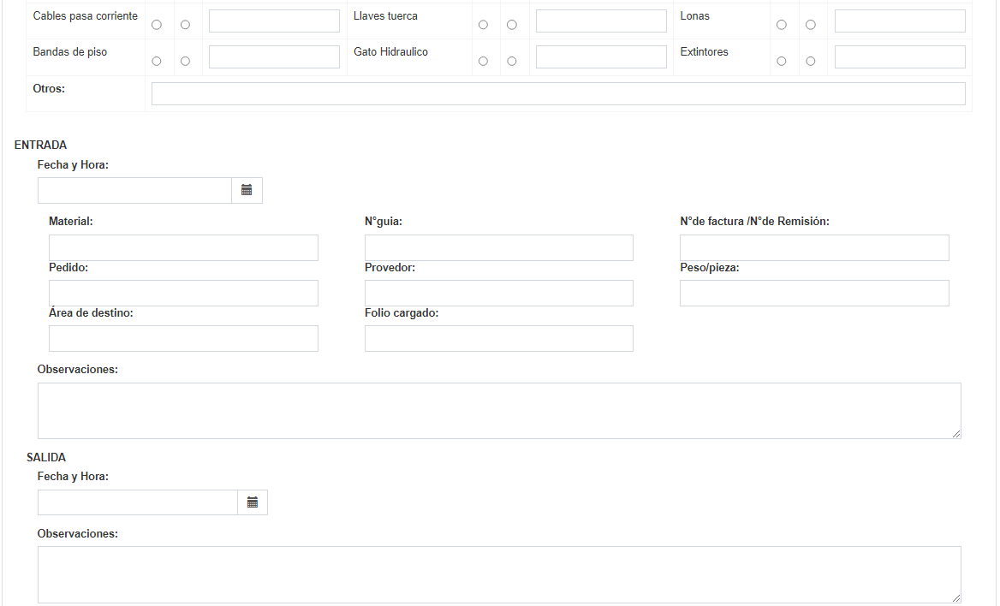 Cables pasa corriente Llaves tuerca Lonas
Bandas de piso Gato Hidraulico Extintores
Otros:
ENTRADA
Fecha y Hora:
Material: N°guia: N°de factura /N°de Remisión:
Pedido: Provedor: Peso/pieza:
Área de destino: Folio cargado:
Observaciones:
SALIDA
Fecha y Hora:
Observaciones: